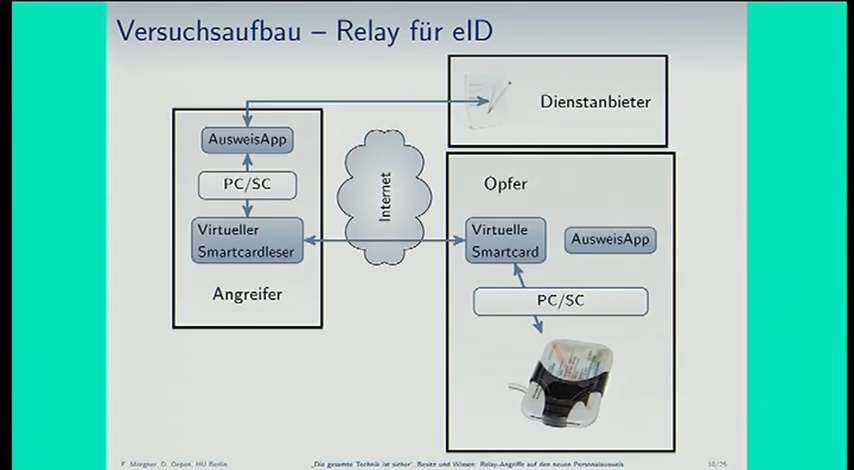 Versuchsaufbau – Relay für eID
Dienstanbieter
AusweisApp
PC/SC
Virtueller
Smartcardleser
Angreifer
Internet
Opfer
Virtuelle
Smartcard
AusweisApp
PC/SC
F. Morgner, D. Oepen, HU Berlin
„Die gesamte Technik ist sicher“. Besitz und Wissen: Relay-Angriffe auf den neuen Personalausweis
10/25